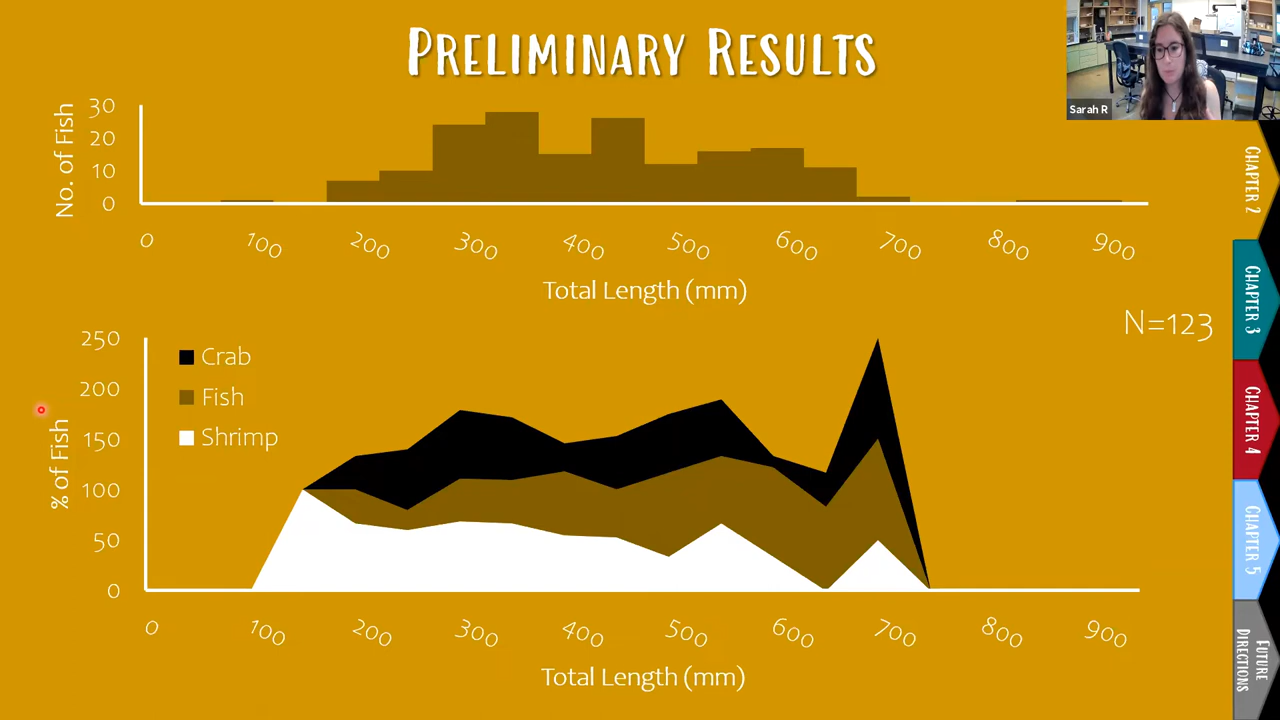 PRELIMINARY RESULTS
Sarah R
No. of Fish
30
20
10
0
0 100 200 300 400 500 600 700 800 900
Total Length (mm)
N=123
% of Fish
250
200
150
100
50
0
Crab
Fish
Shrimp
0 100 200 300 400 500 600 700 800 900
Total Length (mm)
CHAPTER 2
CHAPTER 3
CHAPTER 4
CHAPTER 5
FUTURE
DIRECTIONS